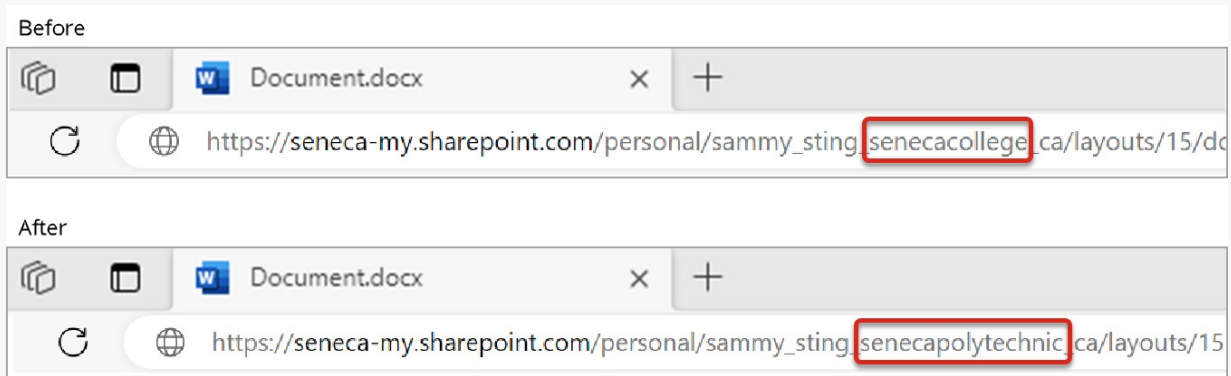 Before
W Document.docx
https://seneca-my.sharepoint.com/personal/sammy_sting_senecacollege_ca/layouts/15/dc
After
W Document.docx
https://seneca-my.sharepoint.com/personal/sammy_sting_senecapolytechnic_ca/layouts/15